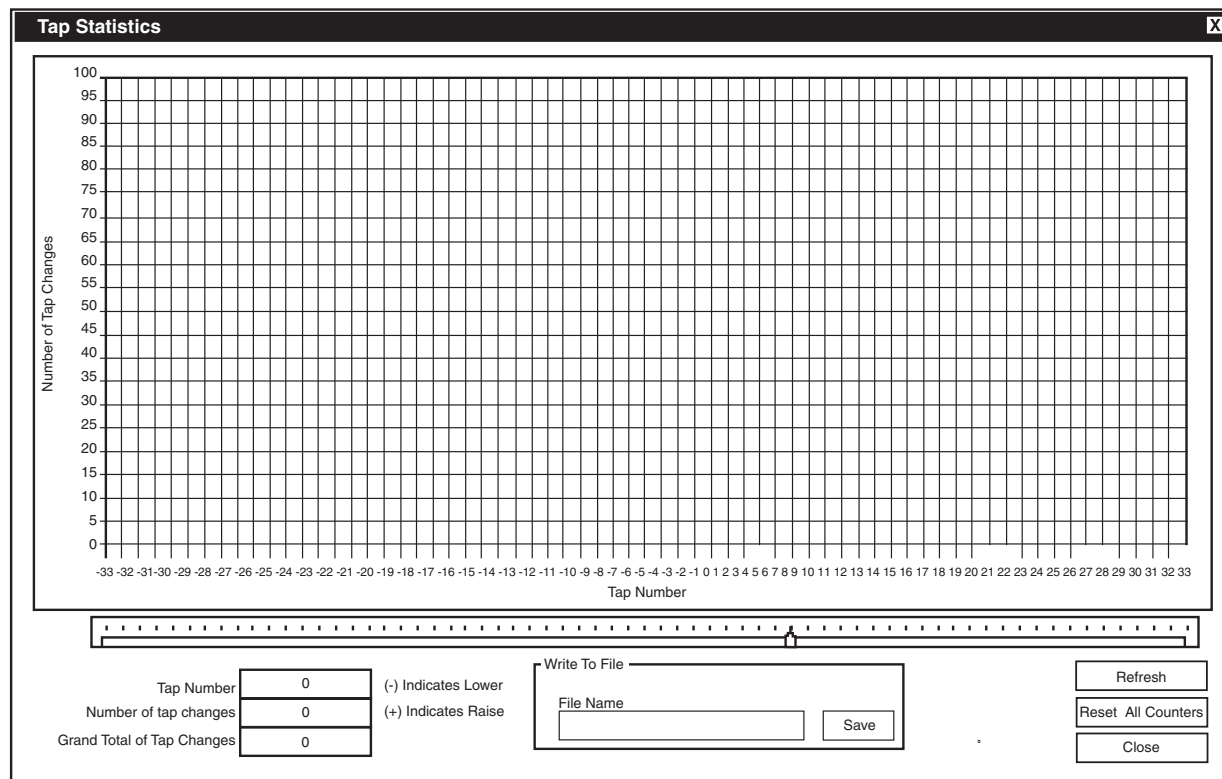 Tap Statistics
X
100
95
90
85
80
75
70
65
60
55
50
45
40
35
30
25
20
15
10
5
0
Number of Tap Changes
-33 -32 -31 -30 -29 -28 -27 -26 -25 -24 -23 -22 -21 -20 -19 -18 -17 -16 -15 -14 -13 -12 -11 -10 -9 -8 -7 -6 -5 -4 -3 -2 -1 0 1 2 3 4 5 6 7 8 9 10 11 12 13 14 15 16 17 18 19 20 21 22 23 24 25 26 27 28 29 30 31 32 33
Tap Number
Tap Number 0 (-) Indicates Lower
Number of tap changes 0 (+) Indicates Raise
Grand Total of Tap Changes 0
Write To File
File Name
Save
Refresh
Reset All Counters
Close